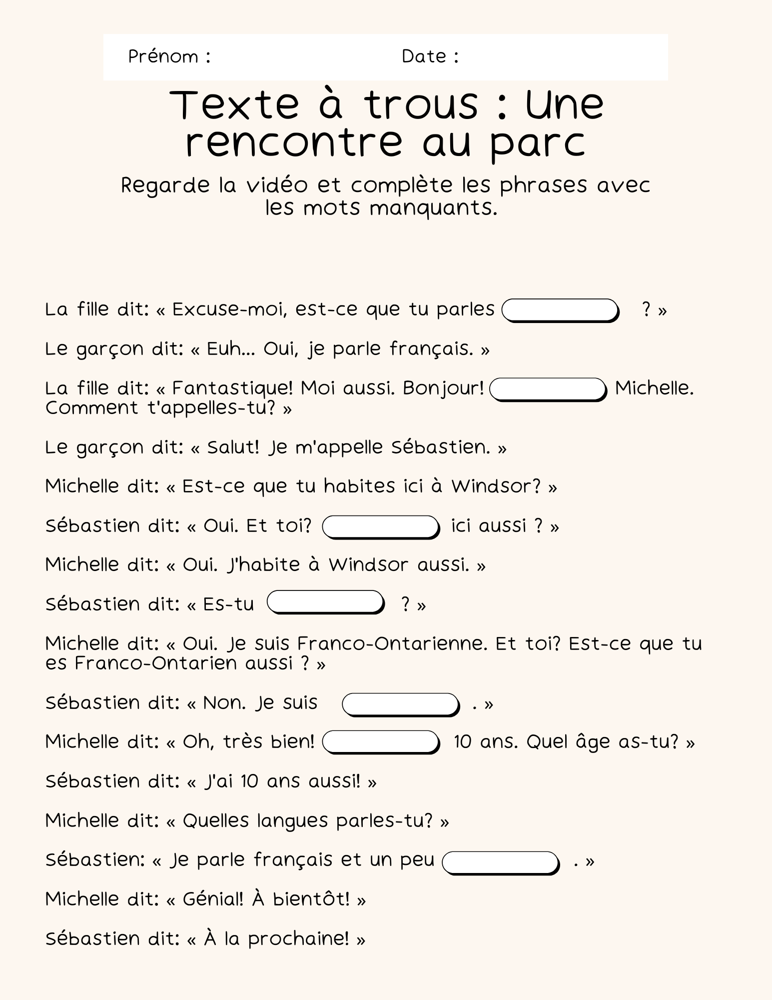 Prénom : Date :
Texte à trous : Une
rencontre au parc
Regarde la vidéo et complète les phrases avec
les mots manquants.
La fille dit: « Excuse-moi, est-ce que tu parles ? »
Le garçon dit: « Euh... Oui, je parle français. »
La fille dit: « Fantastique! Moi aussi. Bonjour! Michelle.
Comment t'appelles-tu? »
Le garçon dit: « Salut! Je m'appelle Sébastien. »
Michelle dit: « Est-ce que tu habites ici à Windsor? »
Sébastien dit: « Oui. Et toi? ici aussi ? »
Michelle dit: « Oui. J'habite à Windsor aussi. »
Sébastien dit: « Es-tu ? »
Michelle dit: « Oui. Je suis Franco-Ontarienne. Et toi? Est-ce que tu
es Franco-Ontarien aussi ? »
Sébastien dit: « Non. Je suis . »
Michelle dit: « Oh, très bien! 10 ans. Quel âge as-tu? »
Sébastien dit: « J'ai 10 ans aussi! »
Michelle dit: « Quelles langues parles-tu? »
Sébastien: « Je parle français et un peu . »
Michelle dit: « Génial! À bientôt! »
Sébastien dit: « À la prochaine! »